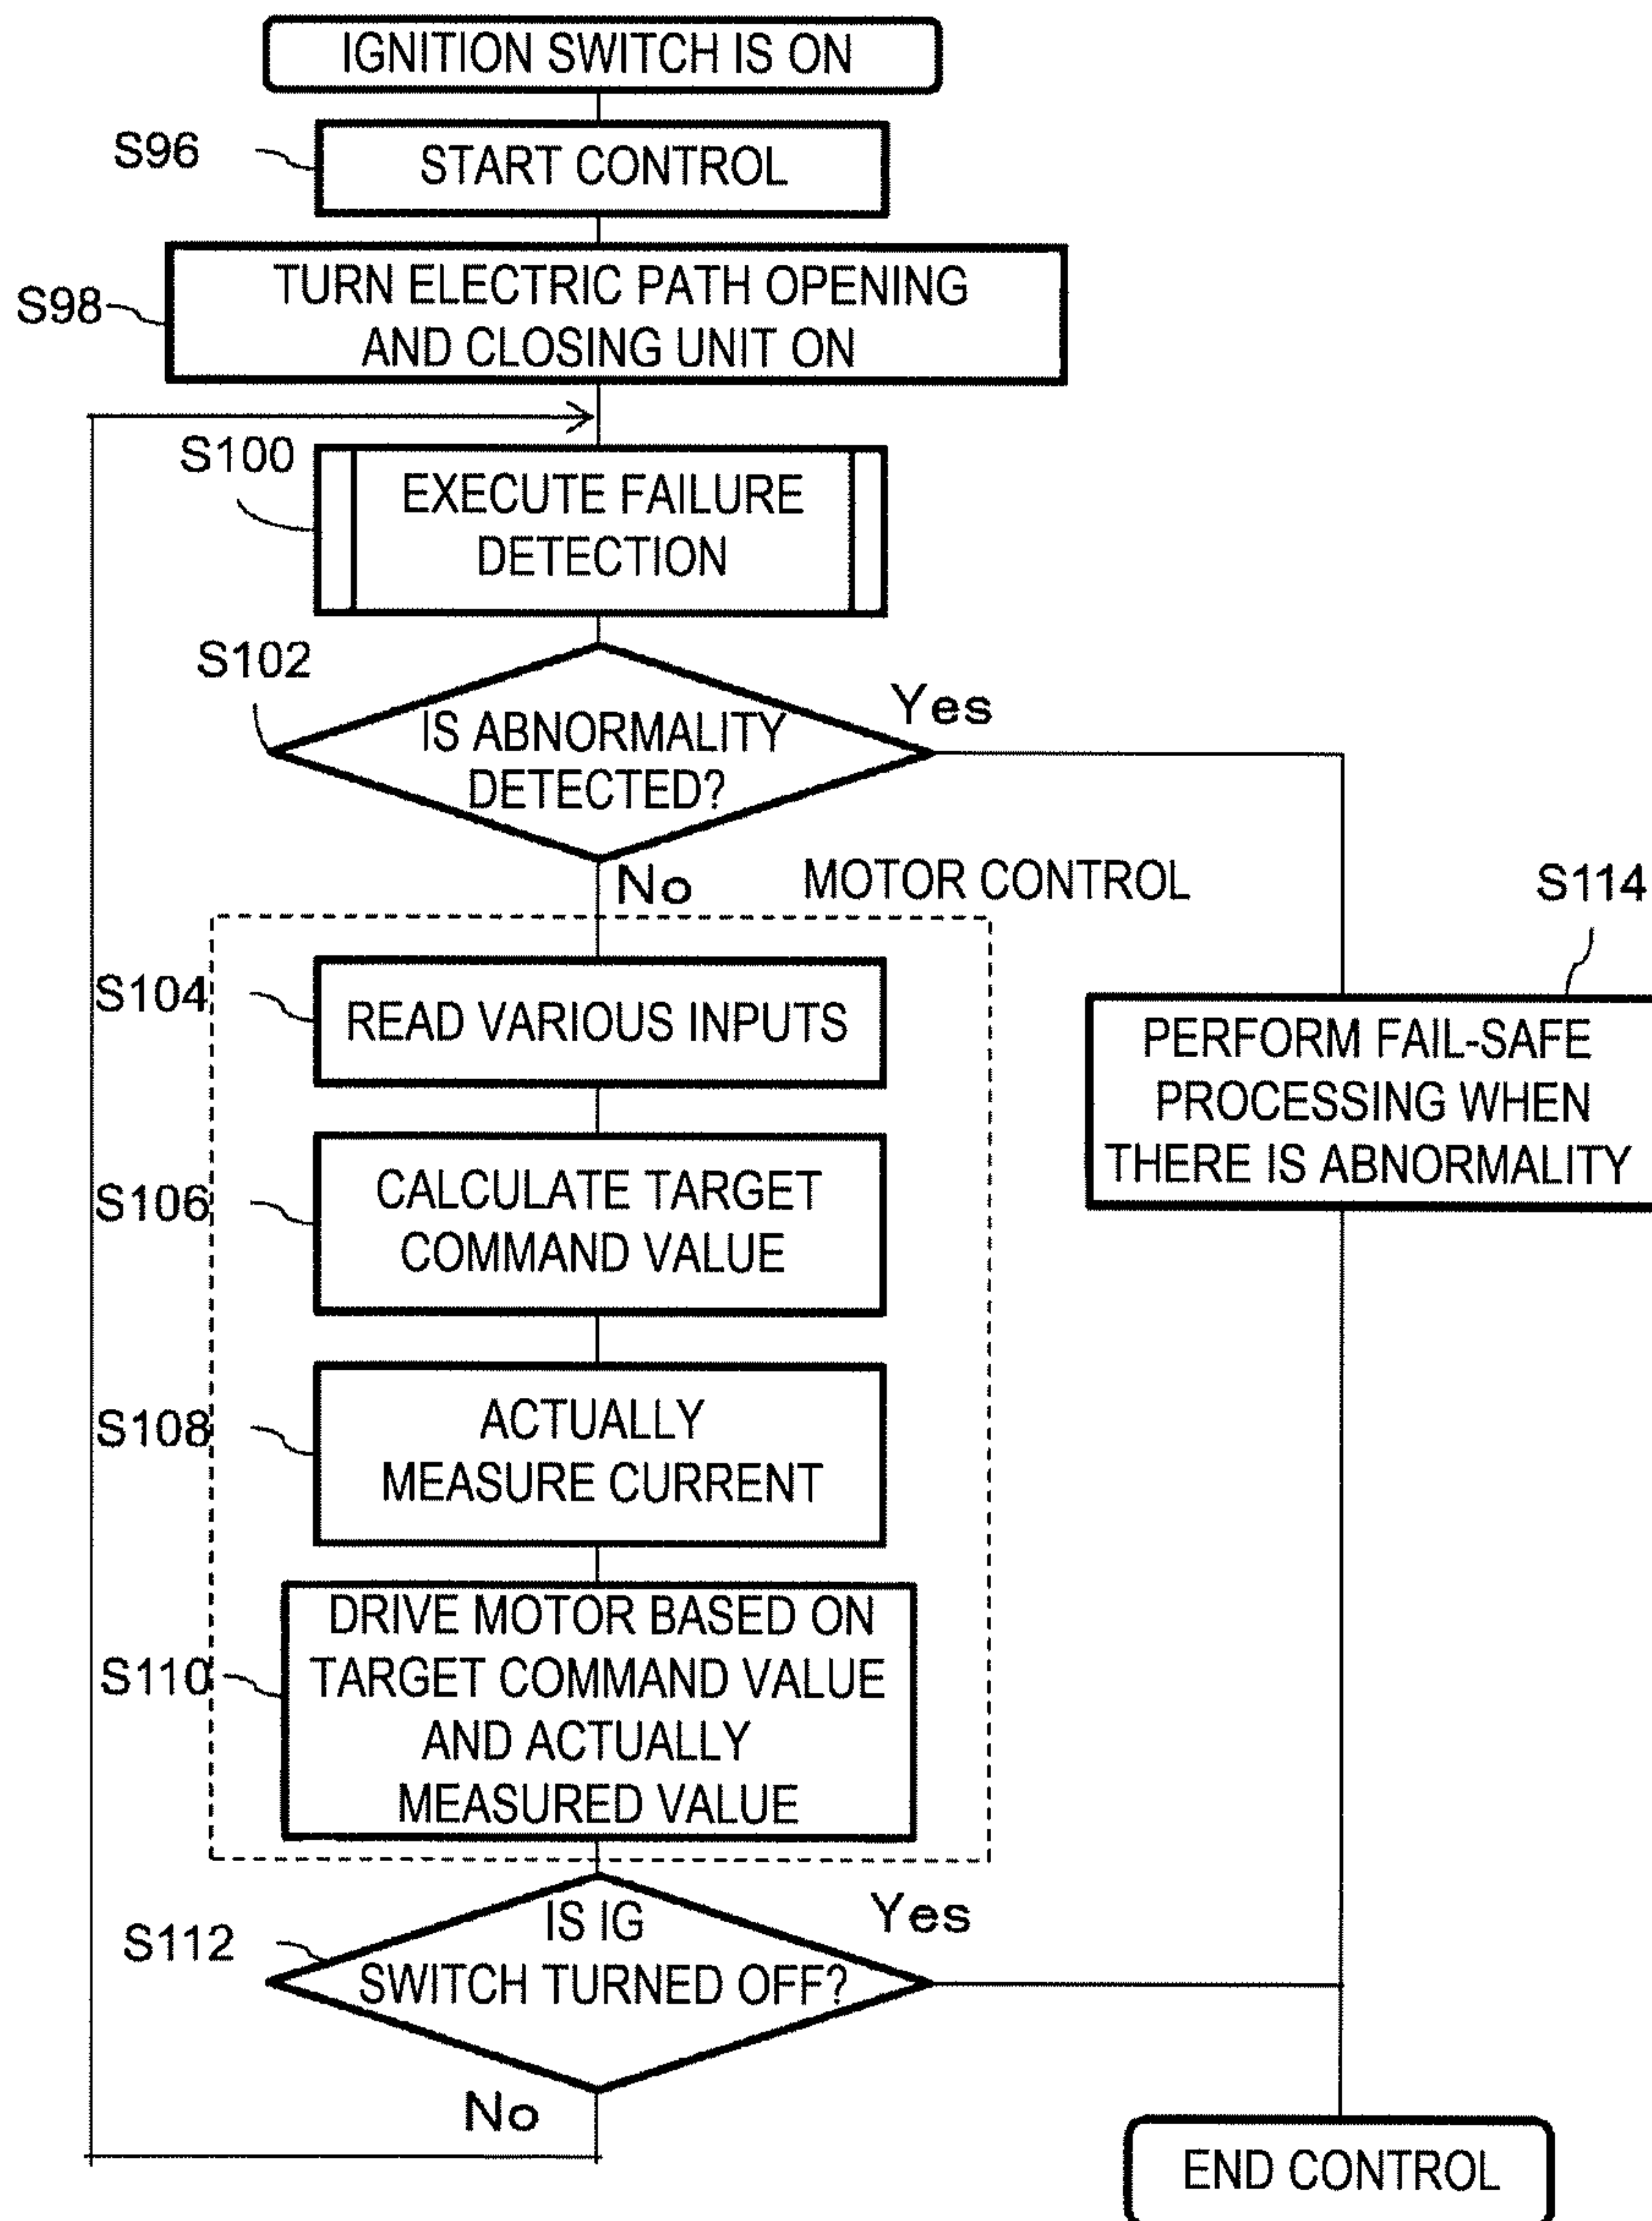 IGNITION SWITCH IS ON
S96
START CONTROL
S98
TURN ELECTRIC PATH OPENING
AND CLOSING UNIT ON
S100
EXECUTE FAILURE
DETECTION
S102
IS ABNORMALITY
DETECTED?
Yes
No
MOTOR CONTROL
S104
READ VARIOUS INPUTS
S106
CALCULATE TARGET
COMMAND VALUE
S108
ACTUALLY
MEASURE CURRENT
S110
DRIVE MOTOR BASED ON
TARGET COMMAND VALUE
AND ACTUALLY
MEASURED VALUE
S112
IS IG
SWITCH TURNED OFF?
Yes
No
S114
PERFORM FAIL-SAFE
PROCESSING WHEN
THERE IS ABNORMALITY
END CONTROL